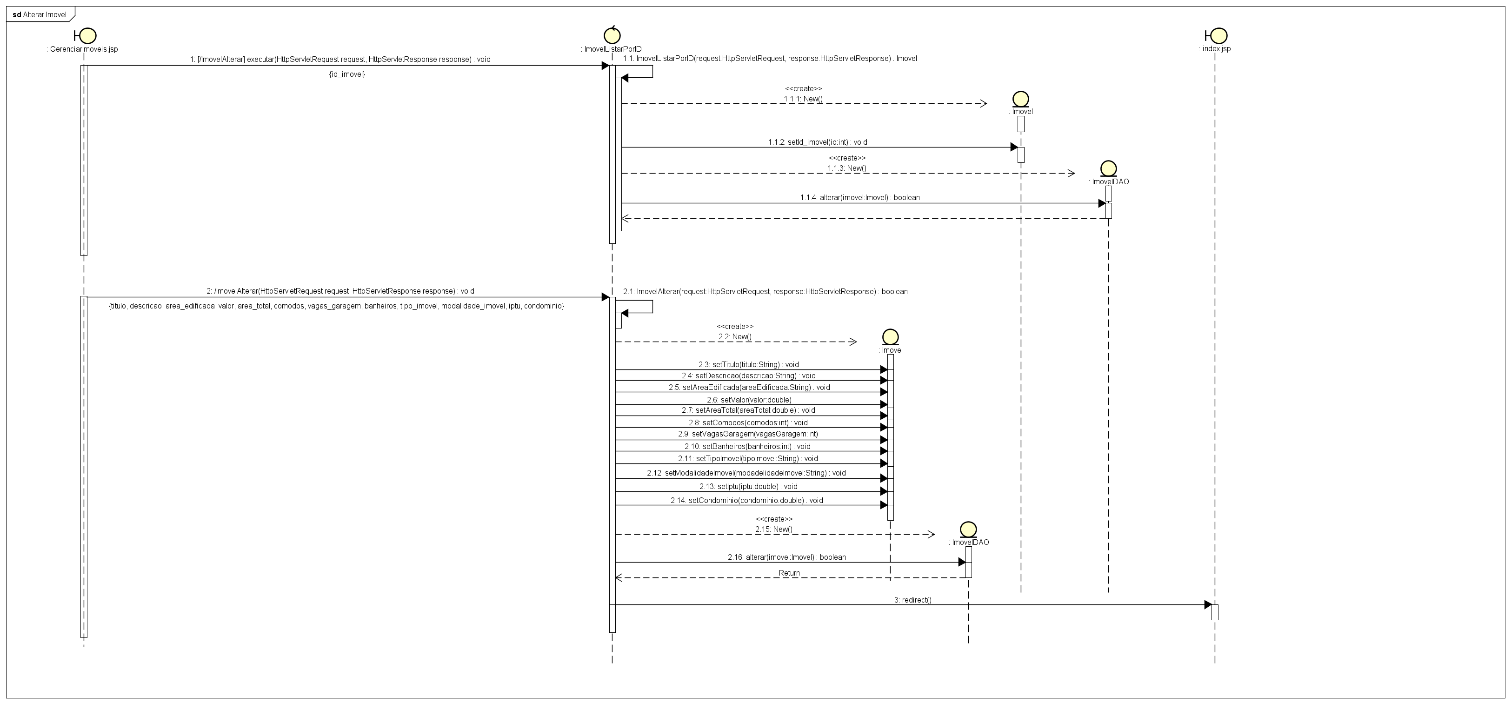 sd Alterar Imovel
: GerenciarImoveis.jsp
: ImovelListarPorID
: index.jsp
1: [/ImovelAlterar] executar(HttpServletRequest request, HttpServletResponse response) : void
{id_imovel}
1.1: ImovelListarPorID(request:HttpServletRequest, response:HttpServletResponse) : Imovel
<<create>>
1.1.1: New()
: Imovel
1.1.2: setId_imovel(id:int) : void
<<create>>
1.1.3: New()
: ImovelDAO
1.1.4: alterar(imovel:Imovel) : boolean
2: /ImovelAlterar(HttpServletRequest request, HttpServletResponse response) : void
{titulo, descricao, area_edificada, valor, area_total, comodos, vagas_garagem, banheiros, tipo_imovel, modalidade_imovel, iptu, condominio}
2.1: ImovelAlterar(request:HttpServletRequest, response:HttpServletResponse) : boolean
<<create>>
2.2: New()
: Imovel
2.3: setTitulo(titulo:String) : void
2.4: setDescricao(descricao:String) : void
2.5: setAreaEdificada(areaEdificada:String) : void
2.6: setValor(valor:double)
2.7: setAreaTotal(areaTotal:double) : void
2.8: setComodos(comodos:int) : void
2.9: setVagasGaragem(vagasGaragem:int)
2.10: setBanheiros(banheiros:int) : void
2.11: setTipoImovel(tipoImovel:String) : void
2.12: setModalidadeImovel(modadelidadeImovel:String) : void
2.13: setIptu(iptu:double) : void
2.14: setCondominio(condominio:double) : void
<<create>>
2.15: New()
: ImovelDAO
2.16: alterar(imovel:Imovel) : boolean
Return
3: redirect()